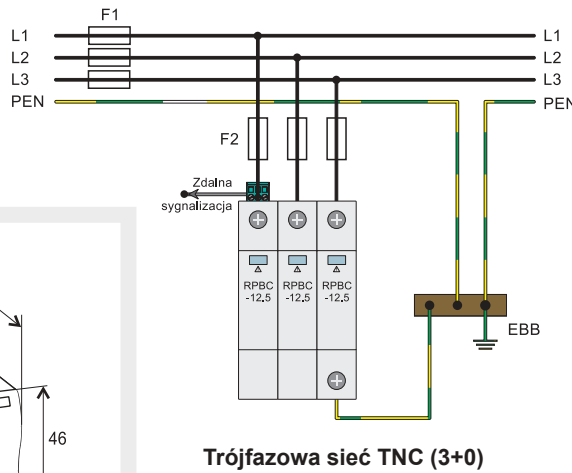 F1
L1 L1
L2 L2
L3 L3
PEN PEN
F2
Zdalna
sygnalizacja
RPBC RPBC RPBC
-12.5 -12.5 -12.5
EBB
46
Trójfazowa sieć TNC (3+0)